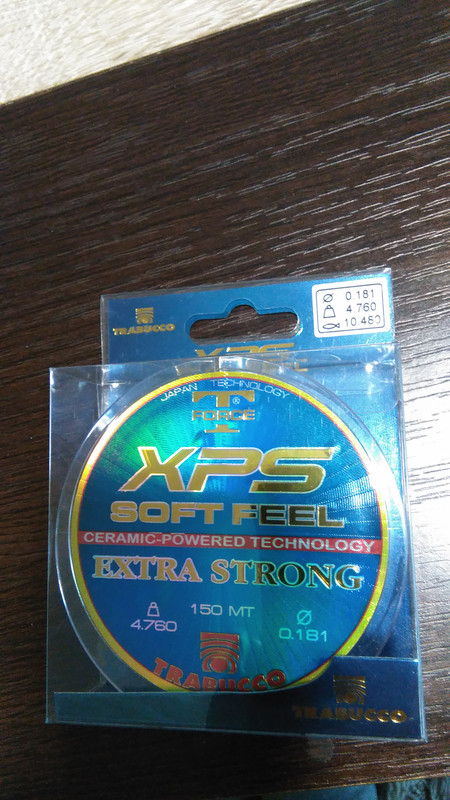 TRABUCCO
Ø 0.181
4.760
10.480
XPS
JAPAN TECHNOLOGY
T®
FORCE
XPS
SOFT FEEL
CERAMIC-POWERED TECHNOLOGY
EXTRA STRONG
150 MT
4.760
Ø
0.181
TRABUCCO
TRABUCCO